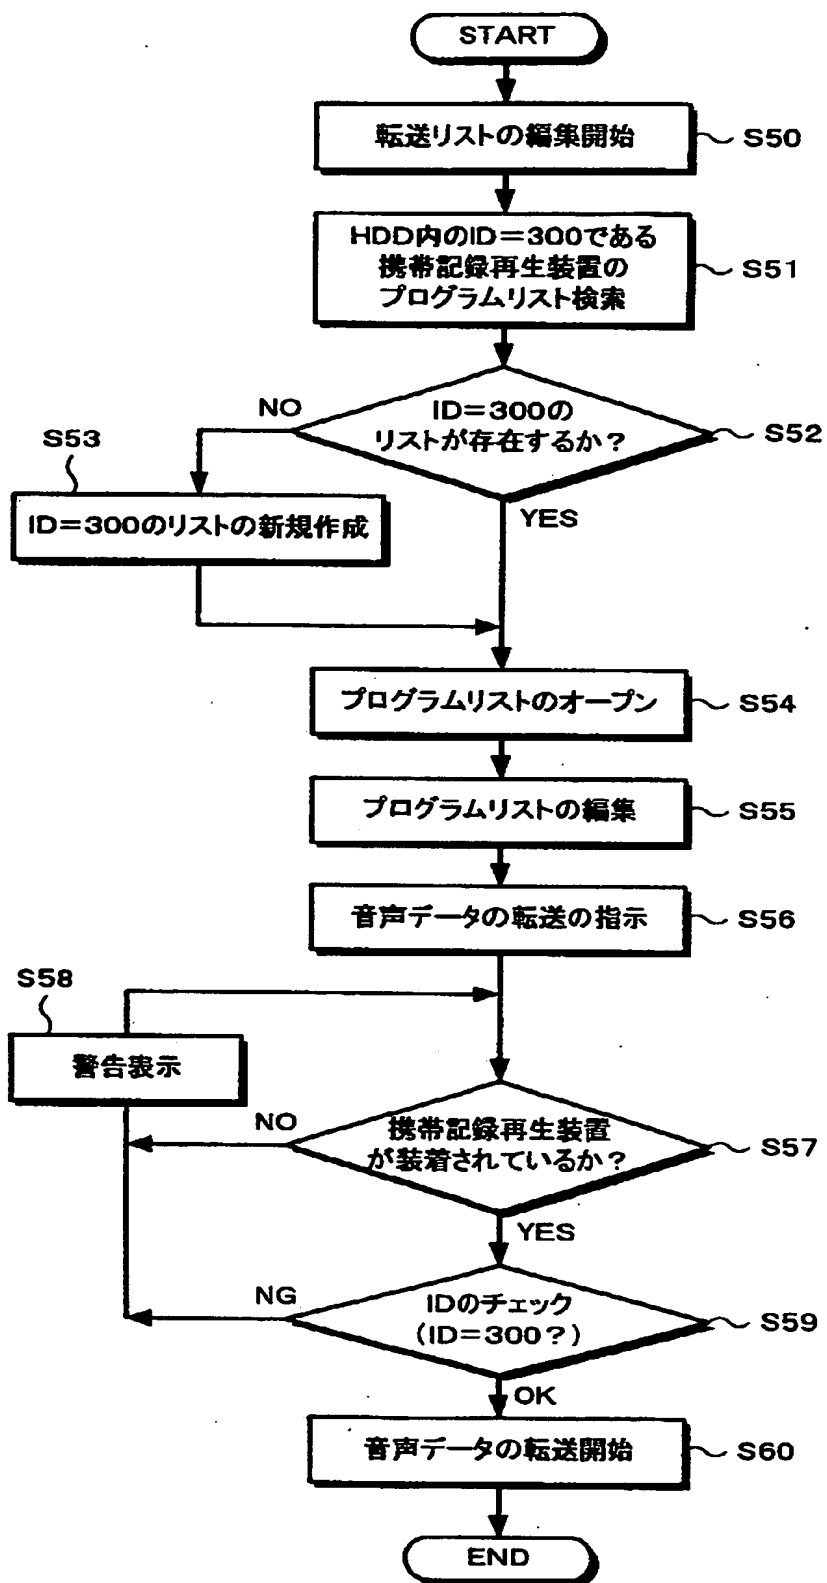 START
転送リストの編集開始
S50
HDD内のID=300である
携帯記録再生装置の
プログラムリスト検索
S51
ID=300の
リストが存在するか?
S52
NO
YES
S53
ID=300のリストの新規作成
プログラムリストのオープン
S54
プログラムリストの編集
S55
音声データの転送の指示
S56
S58
警告表示
携帯記録再生装置
が装着されているか?
S57
NO
YES
IDのチェック
(ID=300?)
S59
NG
OK
音声データの転送開始
S60
END